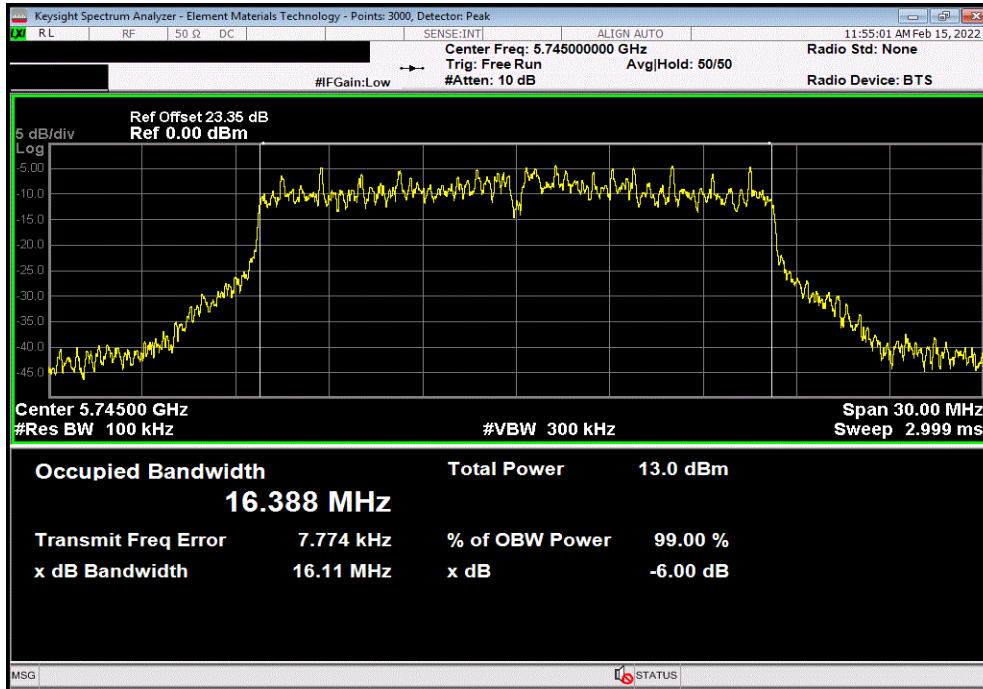 Keysight Spectrum Analyzer - Element Materials Technology - Points: 3000, Detector: Peak
LXI RL RF 50 Ω DC SENSE:INT ALIGN AUTO 11:55:01 AM Feb 15, 2022
Center Freq: 5.745000000 GHz Radio Std: None
Trig: Free Run Avg|Hold: 50/50
#IFGain:Low #Atten: 10 dB Radio Device: BTS
Ref Offset 23.35 dB
5 dB/div Ref 0.00 dBm
Log
-5.00
-10.0
-15.0
-20.0
-25.0
-30.0
-35.0
-40.0
-45.0
Center 5.74500 GHz Span 30.00 MHz
#Res BW 100 kHz #VBW 300 kHz Sweep 2.999 ms
Occupied Bandwidth Total Power 13.0 dBm
16.388 MHz
Transmit Freq Error 7.774 kHz % of OBW Power 99.00 %
x dB Bandwidth 16.11 MHz x dB -6.00 dB
MSG STATUS